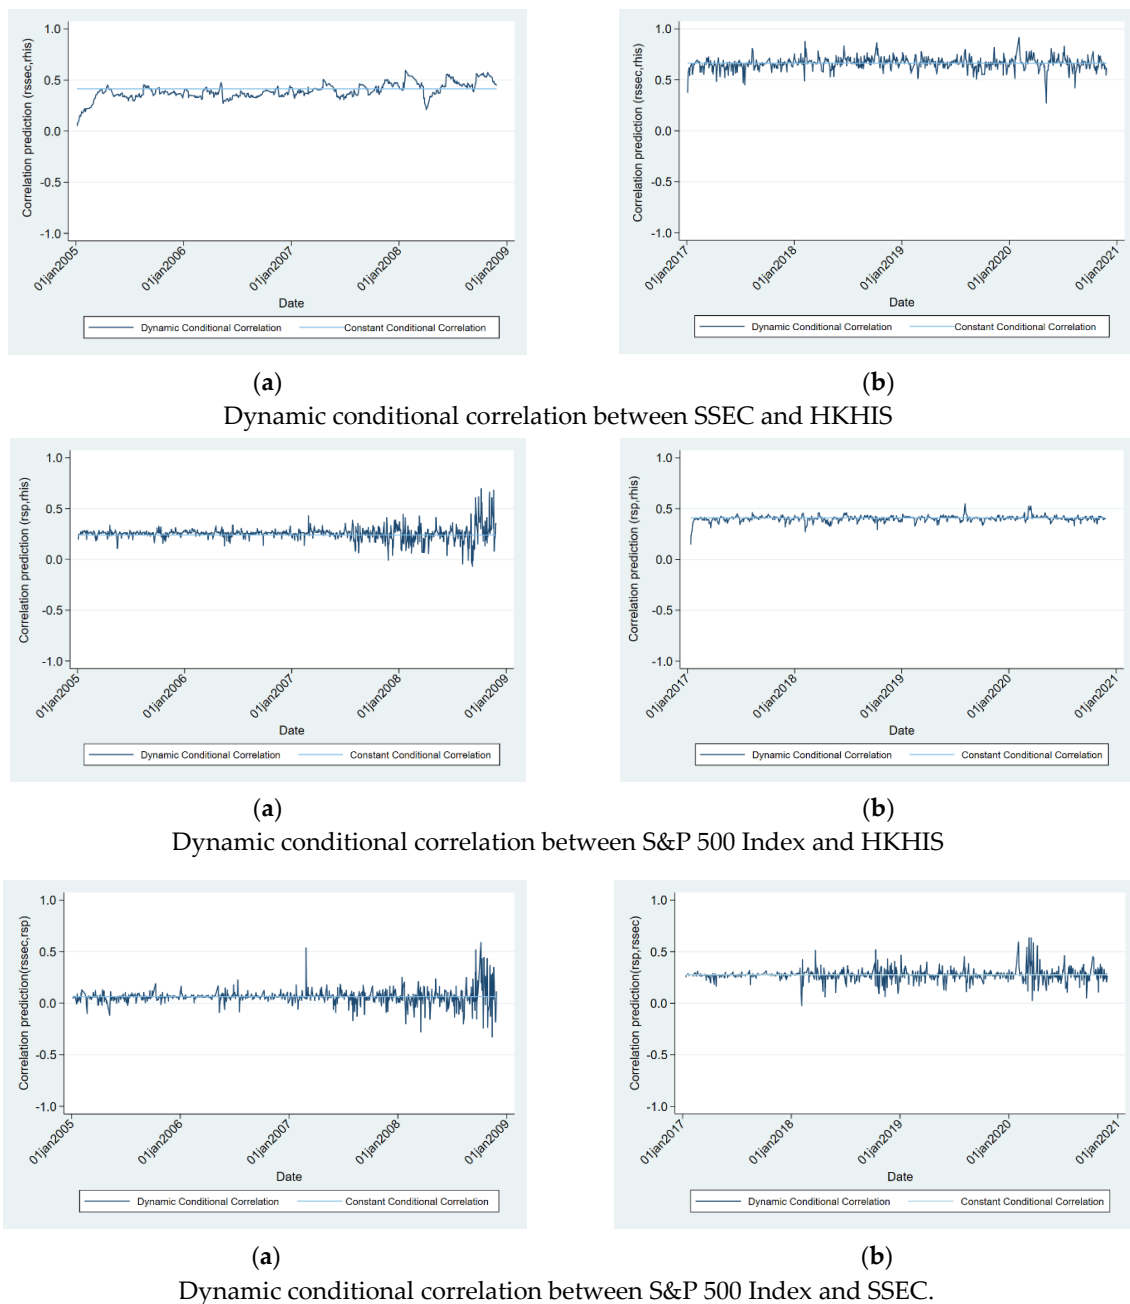 Correlation prediction (rssec,rhis)
1.0
0.5
0.0
-0.5
-1.0
01jan2005
01jan2006
01jan2007
01jan2008
01jan2009
Date
Dynamic Conditional Correlation
Constant Conditional Correlation
(a)
Correlation prediction (rssec,rhis)
1.0
0.5
0.0
-0.5
-1.0
01jan2017
01jan2018
01jan2019
01jan2020
01jan2021
Date
Dynamic Conditional Correlation
Constant Conditional Correlation
(b)
Dynamic conditional correlation between SSEC and HKHIS
Correlation prediction (rsp,rhis)
1.0
0.5
0.0
-0.5
-1.0
01jan2005
01jan2006
01jan2007
01jan2008
01jan2009
Date
Dynamic Conditional Correlation
Constant Conditional Correlation
(a)
Correlation prediction (rsp,rhis)
1.0
0.5
0.0
-0.5
-1.0
01jan2017
01jan2018
01jan2019
01jan2020
01jan2021
Date
Dynamic Conditional Correlation
Constant Conditional Correlation
(b)
Dynamic conditional correlation between S&P 500 Index and HKHIS
Correlation prediction(rssec,rsp)
1.0
0.5
0.0
-0.5
-1.0
01jan2005
01jan2006
01jan2007
01jan2008
01jan2009
Date
Dynamic Conditional Correlation
Constant Conditional Correlation
(a)
Correlation prediction(rsp,rssec)
1.0
0.5
0.0
-0.5
-1.0
01jan2017
01jan2018
01jan2019
01jan2020
01jan2021
Date
Dynamic Conditional Correlation
Constant Conditional Correlation
(b)
Dynamic conditional correlation between S&P 500 Index and SSEC.